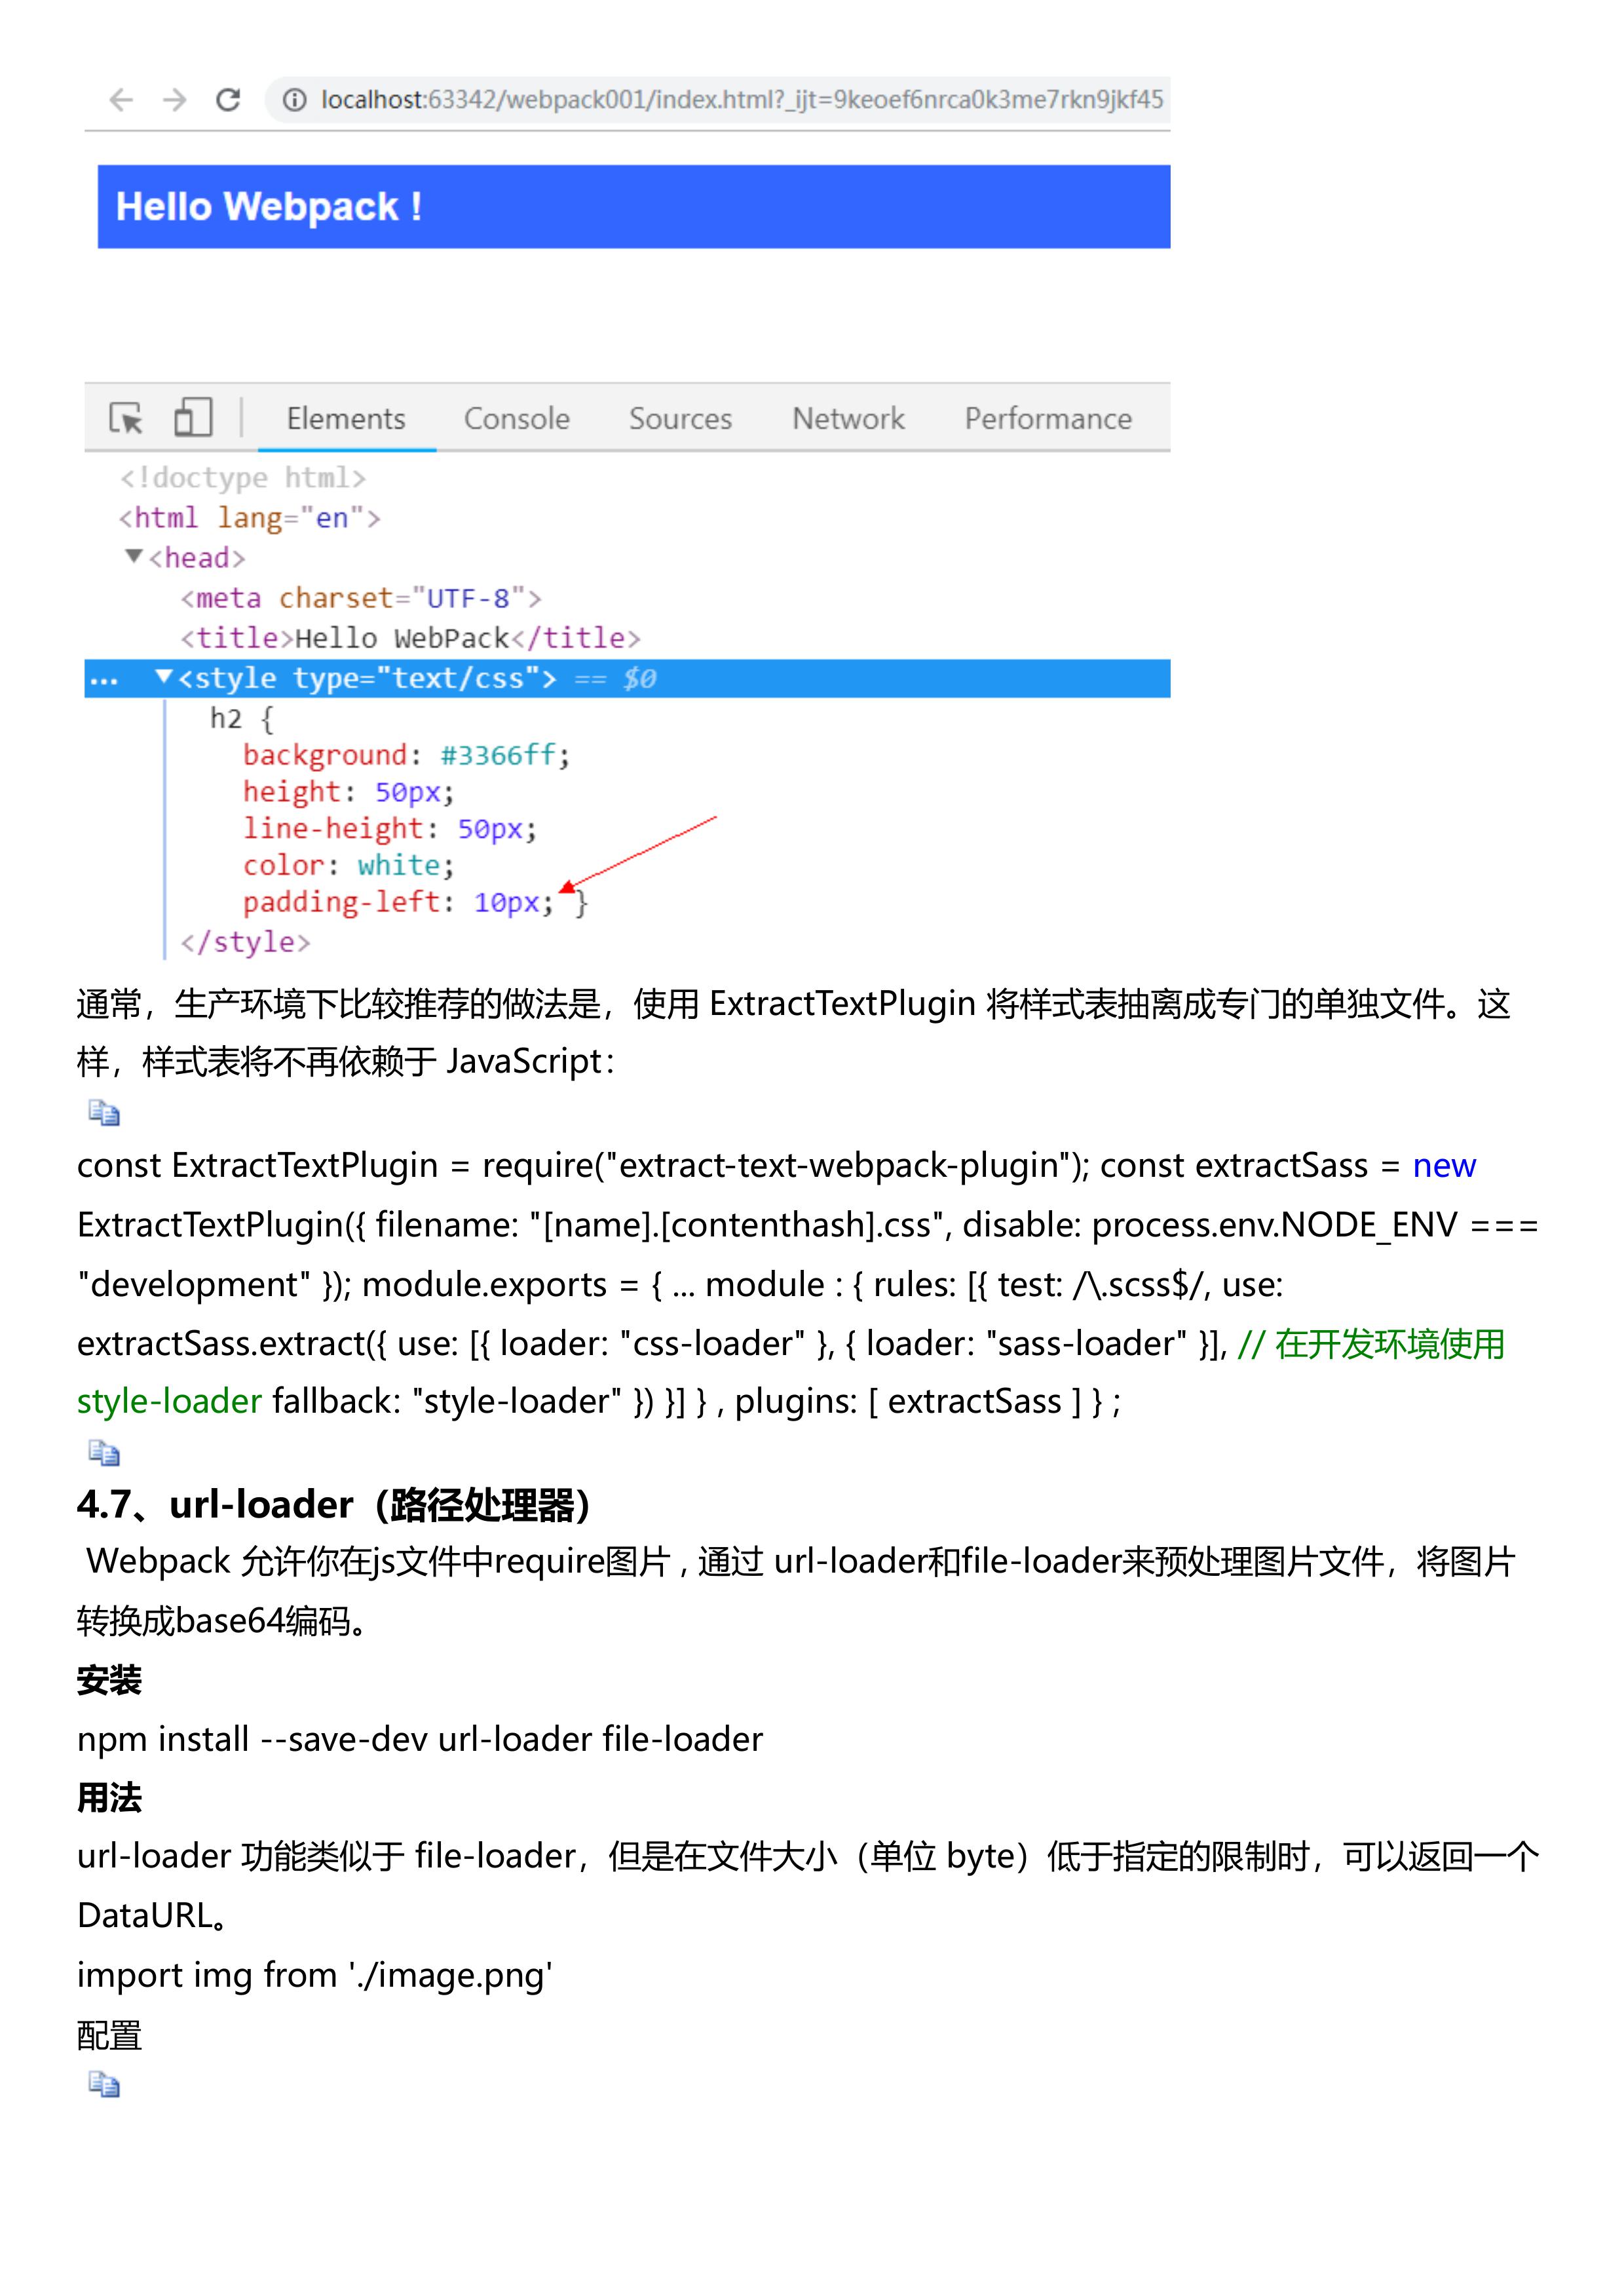 localhost:63342/webpack001/index.html?_ijt=9keoef6nrca0k3me7rkn9jkf45
Hello Webpack !
Elements Console Sources Network Performance
<!doctype html>
<html lang="en">
▼<head>
<meta charset="UTF-8">
<title>Hello WebPack</title>
... ▼<style type="text/css"> == $0
h2 {
background: #3366ff;
height: 50px;
line-height: 50px;
color: white;
padding-left: 10px; }
</style>
通常，生产环境下比较推荐的做法是，使用 ExtractTextPlugin 将样式表抽离成专门的单独文件。这
样，样式表将不再依赖于 JavaScript：
const ExtractTextPlugin = require("extract-text-webpack-plugin"); const extractSass = new
ExtractTextPlugin({ filename: "[name].[contenthash].css", disable: process.env.NODE_ENV ===
"development" }); module.exports = { ... module : { rules: [{ test: /\.scss$/, use:
extractSass.extract({ use: [{ loader: "css-loader" }, { loader: "sass-loader" }], // 在开发环境使用
style-loader fallback: "style-loader" }) }] } , plugins: [ extractSass ] } ;
4.7、url-loader（路径处理器）
Webpack 允许你在js文件中require图片 , 通过 url-loader和file-loader来预处理图片文件，将图片
转换成base64编码。
安装
npm install --save-dev url-loader file-loader
用法
url-loader 功能类似于 file-loader，但是在文件大小（单位 byte）低于指定的限制时，可以返回一个
DataURL。
import img from './image.png'
配置